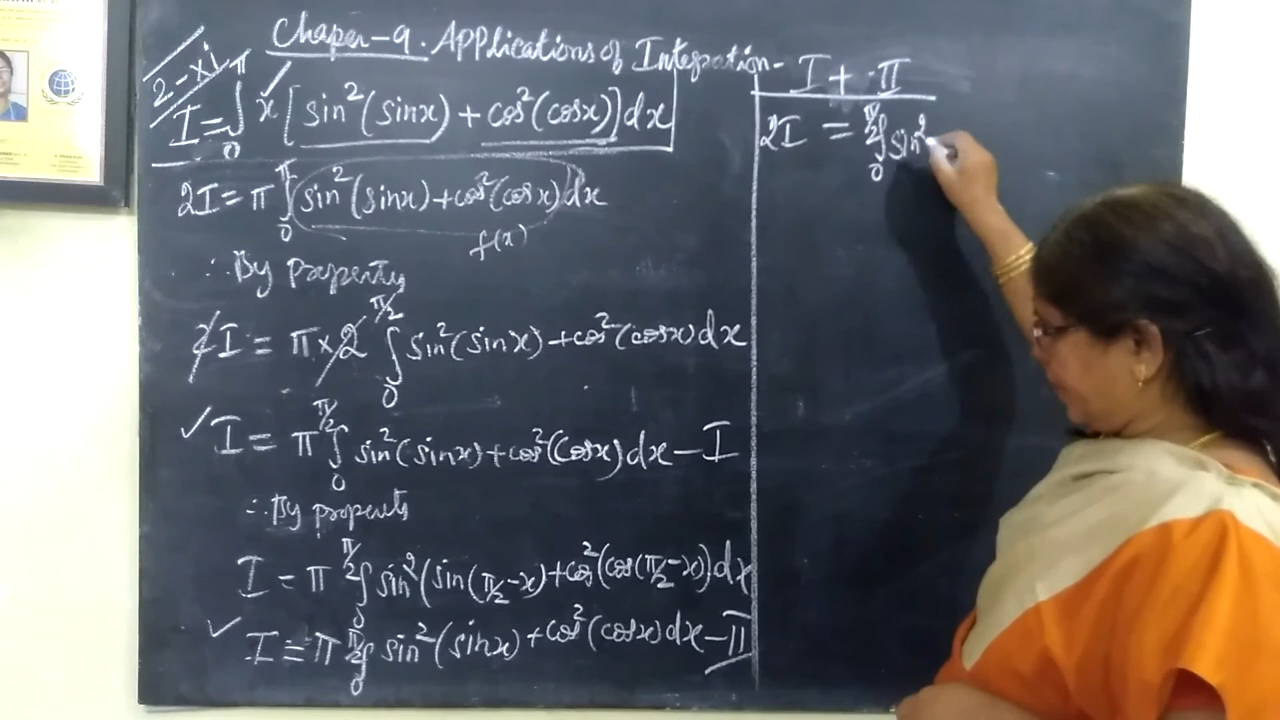 Chaper-9. Applications of Integration-
2-xi
I = ∫₀^π x [sin²(sinx) + cos²(cosx)] dx
2I = π ∫₀^π sin²(sinx) + cos²(cosx) dx
f(x)
∴ By property
2I = π × 2 ∫₀^π/2 sin²(sinx) + cos²(cosx) dx
✓ I = π ∫₀^π/2 sin²(sinx) + cos²(cosx) dx – I
∴ By property
I = π ∫₀^π/2 sin²(sin(π/2-x) + cos²(cos(π/2-x)) dx
✓ I = π ∫₀^π/2 sin²(sinx) + cos²(cosx) dx – II
I + II
2I = ∫₀^π/2 sin²